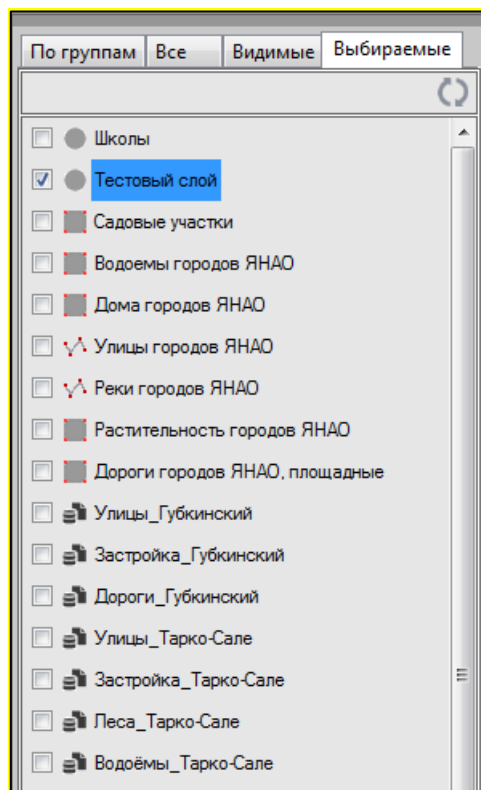 По группам Все Видимые Выбираемые
Школы
Тестовый слой
Садовые участки
Водоемы городов ЯНАО
Дома городов ЯНАО
Улицы городов ЯНАО
Реки городов ЯНАО
Растительность городов ЯНАО
Дороги городов ЯНАО, площадные
Улицы_Губкинский
Застройка_Губкинский
Дороги_Губкинский
Улицы_Тарко-Сале
Застройка_Тарко-Сале
Леса_Тарко-Сале
Водоёмы_Тарко-Сале